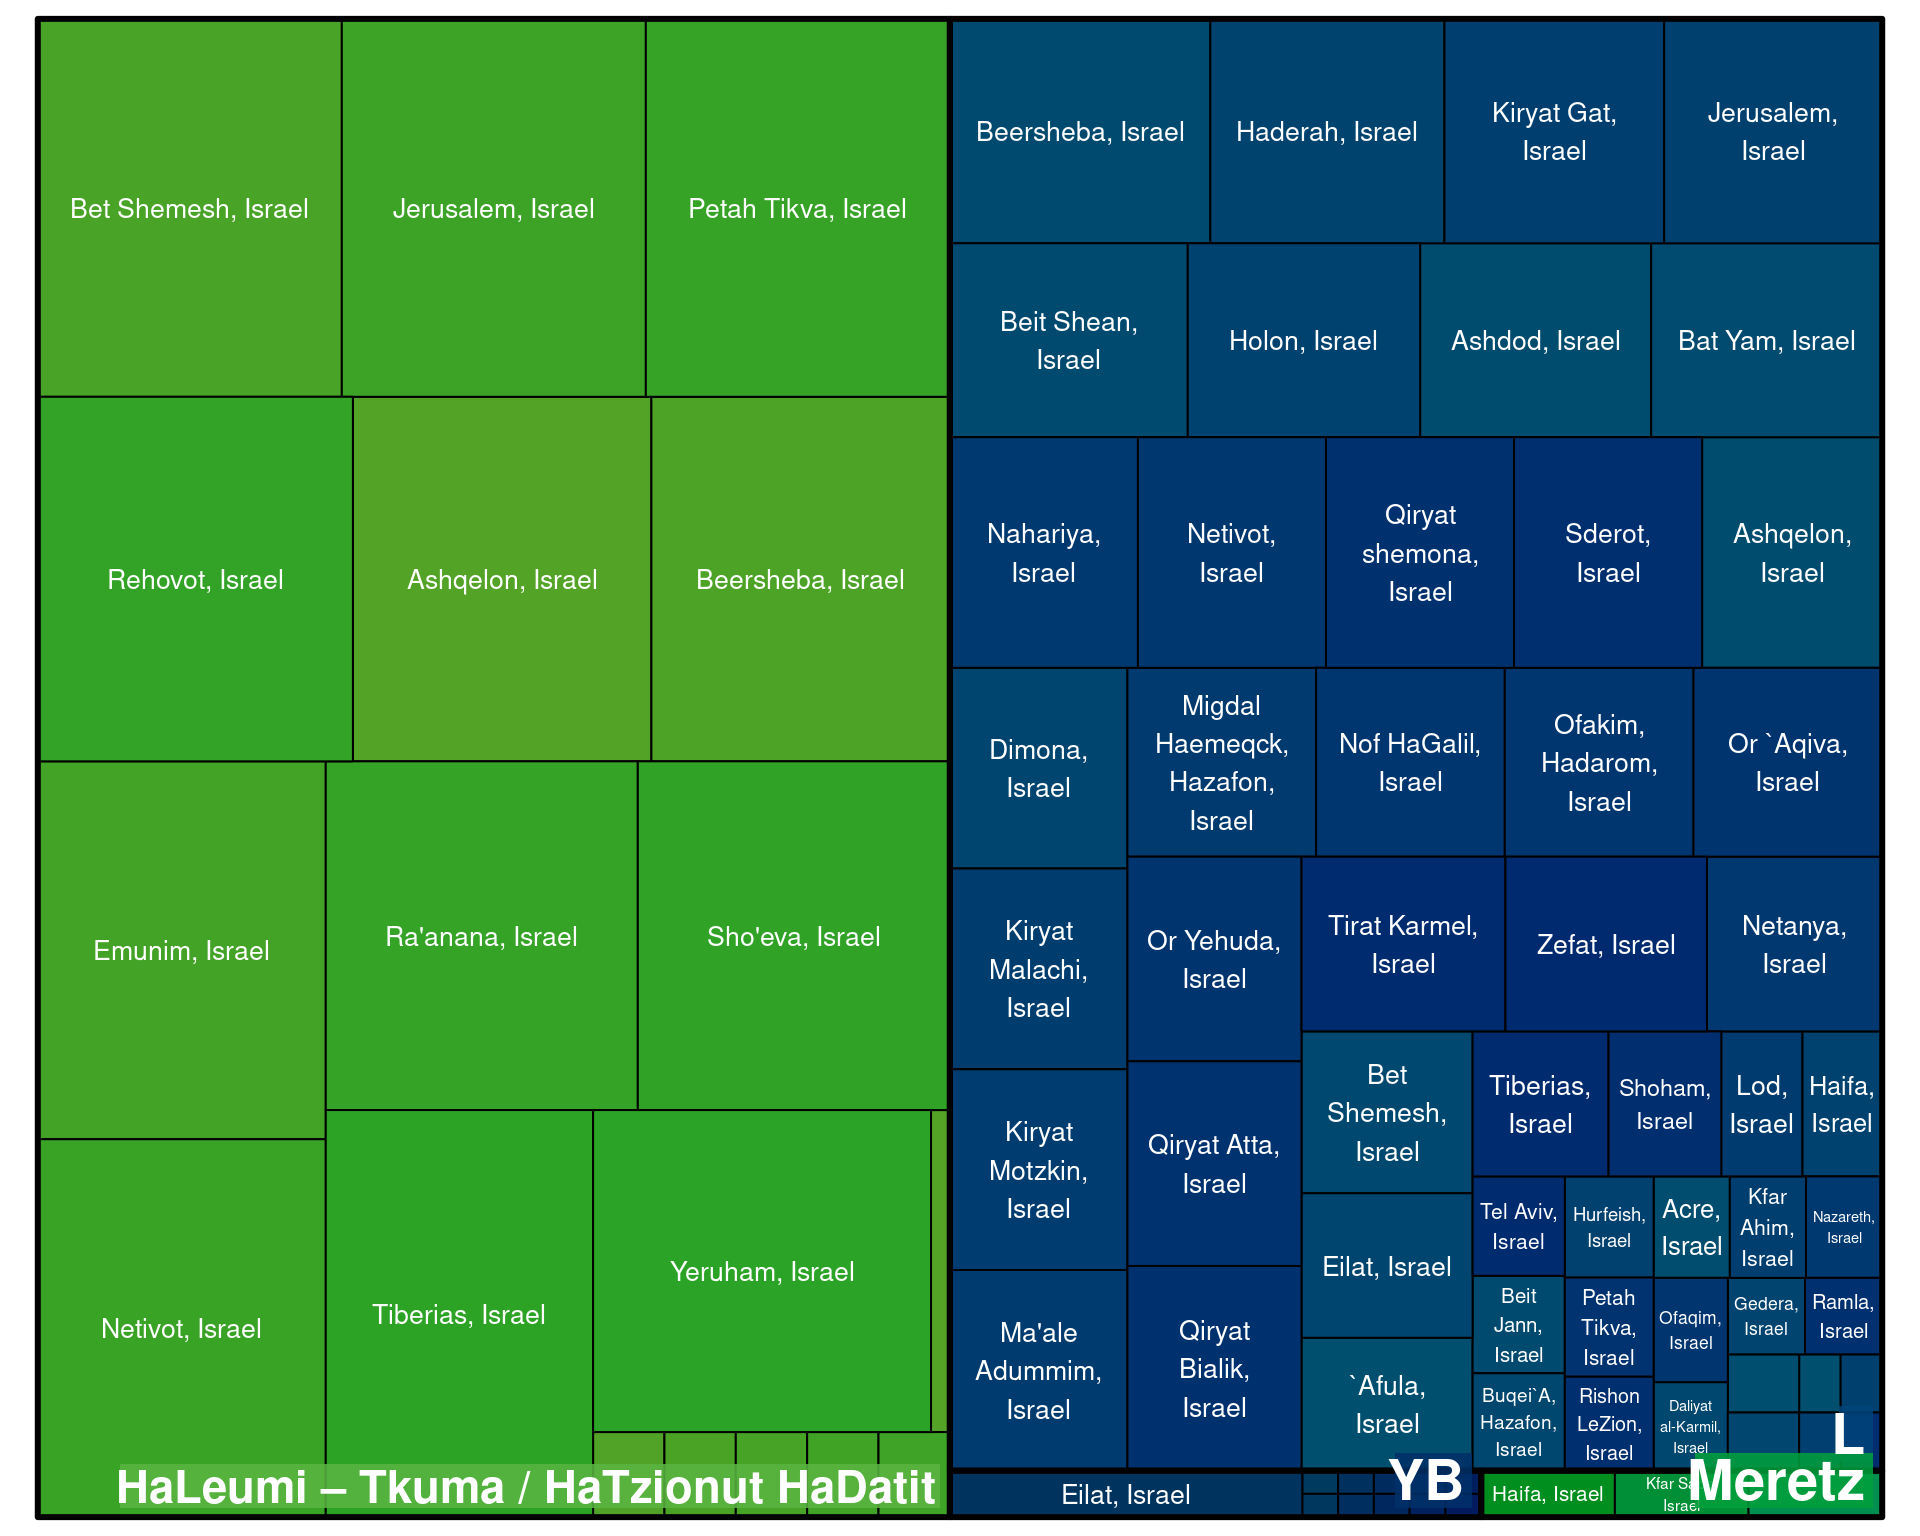 Bet Shemesh, Israel
Jerusalem, Israel
Petah Tikva, Israel
Rehovot, Israel
Ashqelon, Israel
Beersheba, Israel
Emunim, Israel
Ra'anana, Israel
Sho'eva, Israel
Netivot, Israel
Tiberias, Israel
Yeruham, Israel
HaLeumi – Tkuma / HaTzionut HaDatit
Beersheba, Israel
Haderah, Israel
Kiryat Gat,
Israel
Jerusalem,
Israel
Beit Shean,
Israel
Holon, Israel
Ashdod, Israel
Bat Yam, Israel
Nahariya,
Israel
Netivot,
Israel
Qiryat
shemona,
Israel
Sderot,
Israel
Ashqelon,
Israel
Dimona,
Israel
Migdal
Haemeqck,
Hazafon,
Israel
Nof HaGalil,
Israel
Ofakim,
Hadarom,
Israel
Or `Aqiva,
Israel
Kiryat
Malachi,
Israel
Or Yehuda,
Israel
Tirat Karmel,
Israel
Zefat, Israel
Netanya,
Israel
Kiryat
Motzkin,
Israel
Qiryat Atta,
Israel
Bet
Shemesh,
Israel
Tiberias,
Israel
Shoham,
Israel
Lod,
Israel
Haifa,
Israel
Ma'ale
Adummim,
Israel
Qiryat
Bialik,
Israel
Eilat, Israel
`Afula,
Israel
Tel Aviv,
Israel
Hurfeish,
Israel
Acre,
Israel
Kfar
Ahim,
Israel
Nazareth,
Israel
Beit
Jann,
Israel
Petah
Tikva,
Israel
Ofaqim,
Israel
Gedera,
Israel
Ramla,
Israel
Buqei`A,
Hazafon,
Israel
Rishon
LeZion,
Israel
Daliyat
al-Karmil,
Israel
L
Eilat, Israel
YB
Haifa, Israel
Kfar
Israel
Meretz